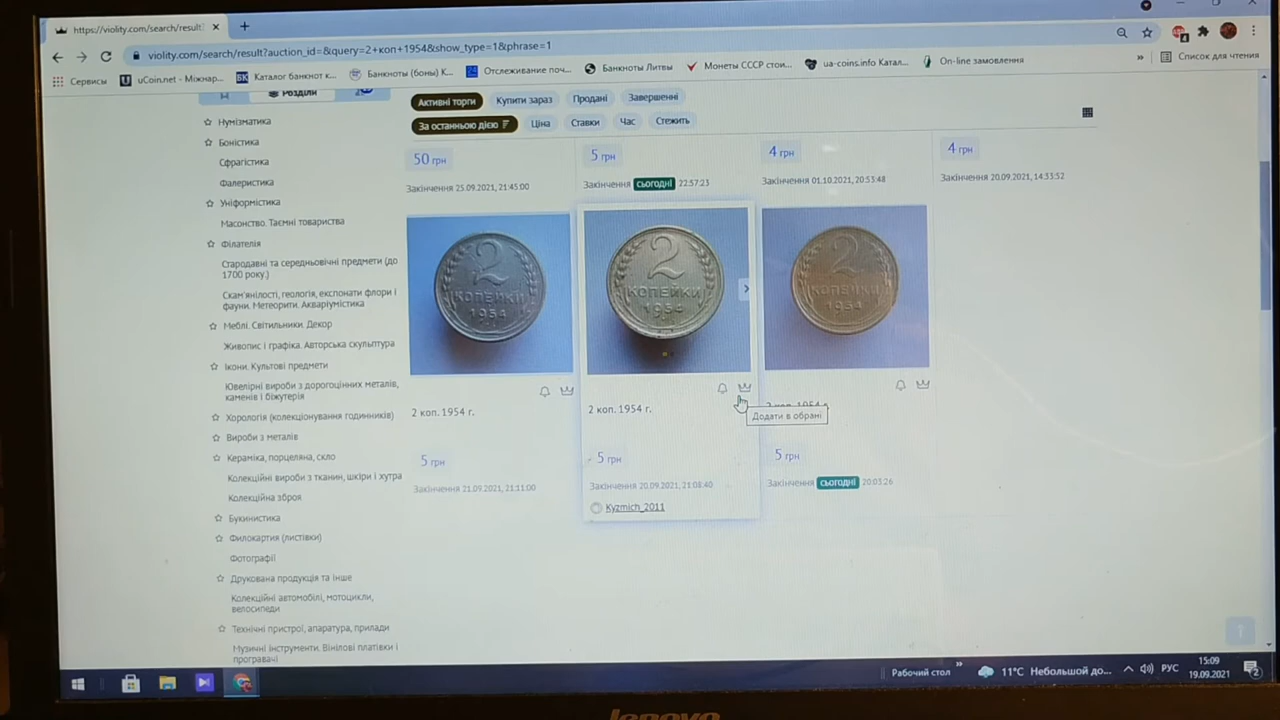 https://violity.com/search/result
violity.com/search/result?auction_id=&query=2+коп+1954&show_type=1&phrase=1
Сервисы
uCoin.net - Міжнар...
Каталог банкнот к...
Банкноты (боны) К...
Отслеживание поч...
Банкноты Литвы
Монеты СССР стои...
ua-coins.info Катал...
On-line замовлення
»
Список для чтения
Розділи
Активні торги
Купити зараз
Продані
Завершенні
За останньою дією
Ціна
Ставки
Час
Стежить
Нумізматика
Боністика
Сфрагістика
Фалеристика
Уніформістика
Масонство. Таємні товариства
Філателія
Стародавні та середньовічні предмети (до
1700 року.)
Скам'янілості, геологія, експонати флори і
фауни. Метеорити. Акваріумістика
Меблі. Світильники. Декор
Живопис і графіка. Авторська скульптура
Ікони. Культові предмети
Ювелірні вироби з дорогоцінних металів,
каменів і біжутерія
Хорологія (колекціонування годинників)
Вироби з металів
Кераміка, порцеляна, скло
Колекційні вироби з тканин, шкіри і хутра
Колекційна зброя
Букинистика
Филокартия (листівки)
Фотографії
Друкована продукція та інше
Колекційні автомобілі, мотоцикли,
велосипеди
Технічні пристрої, апаратура, прилади
Музичні інструменти. Вінілові платівки і
програвачі
50 грн
Закінчення 25.09.2021, 21:45:00
5 грн
Закінчення сьогодні 22:57:23
4 грн
Закінчення 01.10.2021, 20:53:48
4 грн
Закінчення 20.09.2021, 14:33:52
2
КОПЕЙКИ
1954
2 коп. 1954 г.
5 грн
Закінчення 21.09.2021, 21:11:00
2
КОПЕЙКИ
1954
2 коп. 1954 г.
5 грн
Закінчення 20.09.2021, 21:08:40
Kyzmich_2011
2
КОПЕЙКИ
1954
2 коп. 1954 г.
Додати в обрані
5 грн
Закінчення сьогодні 20:03:26
Рабочий стол
»
11°C Небольшой до...
РУС
15:09
19.09.2021
lenovo